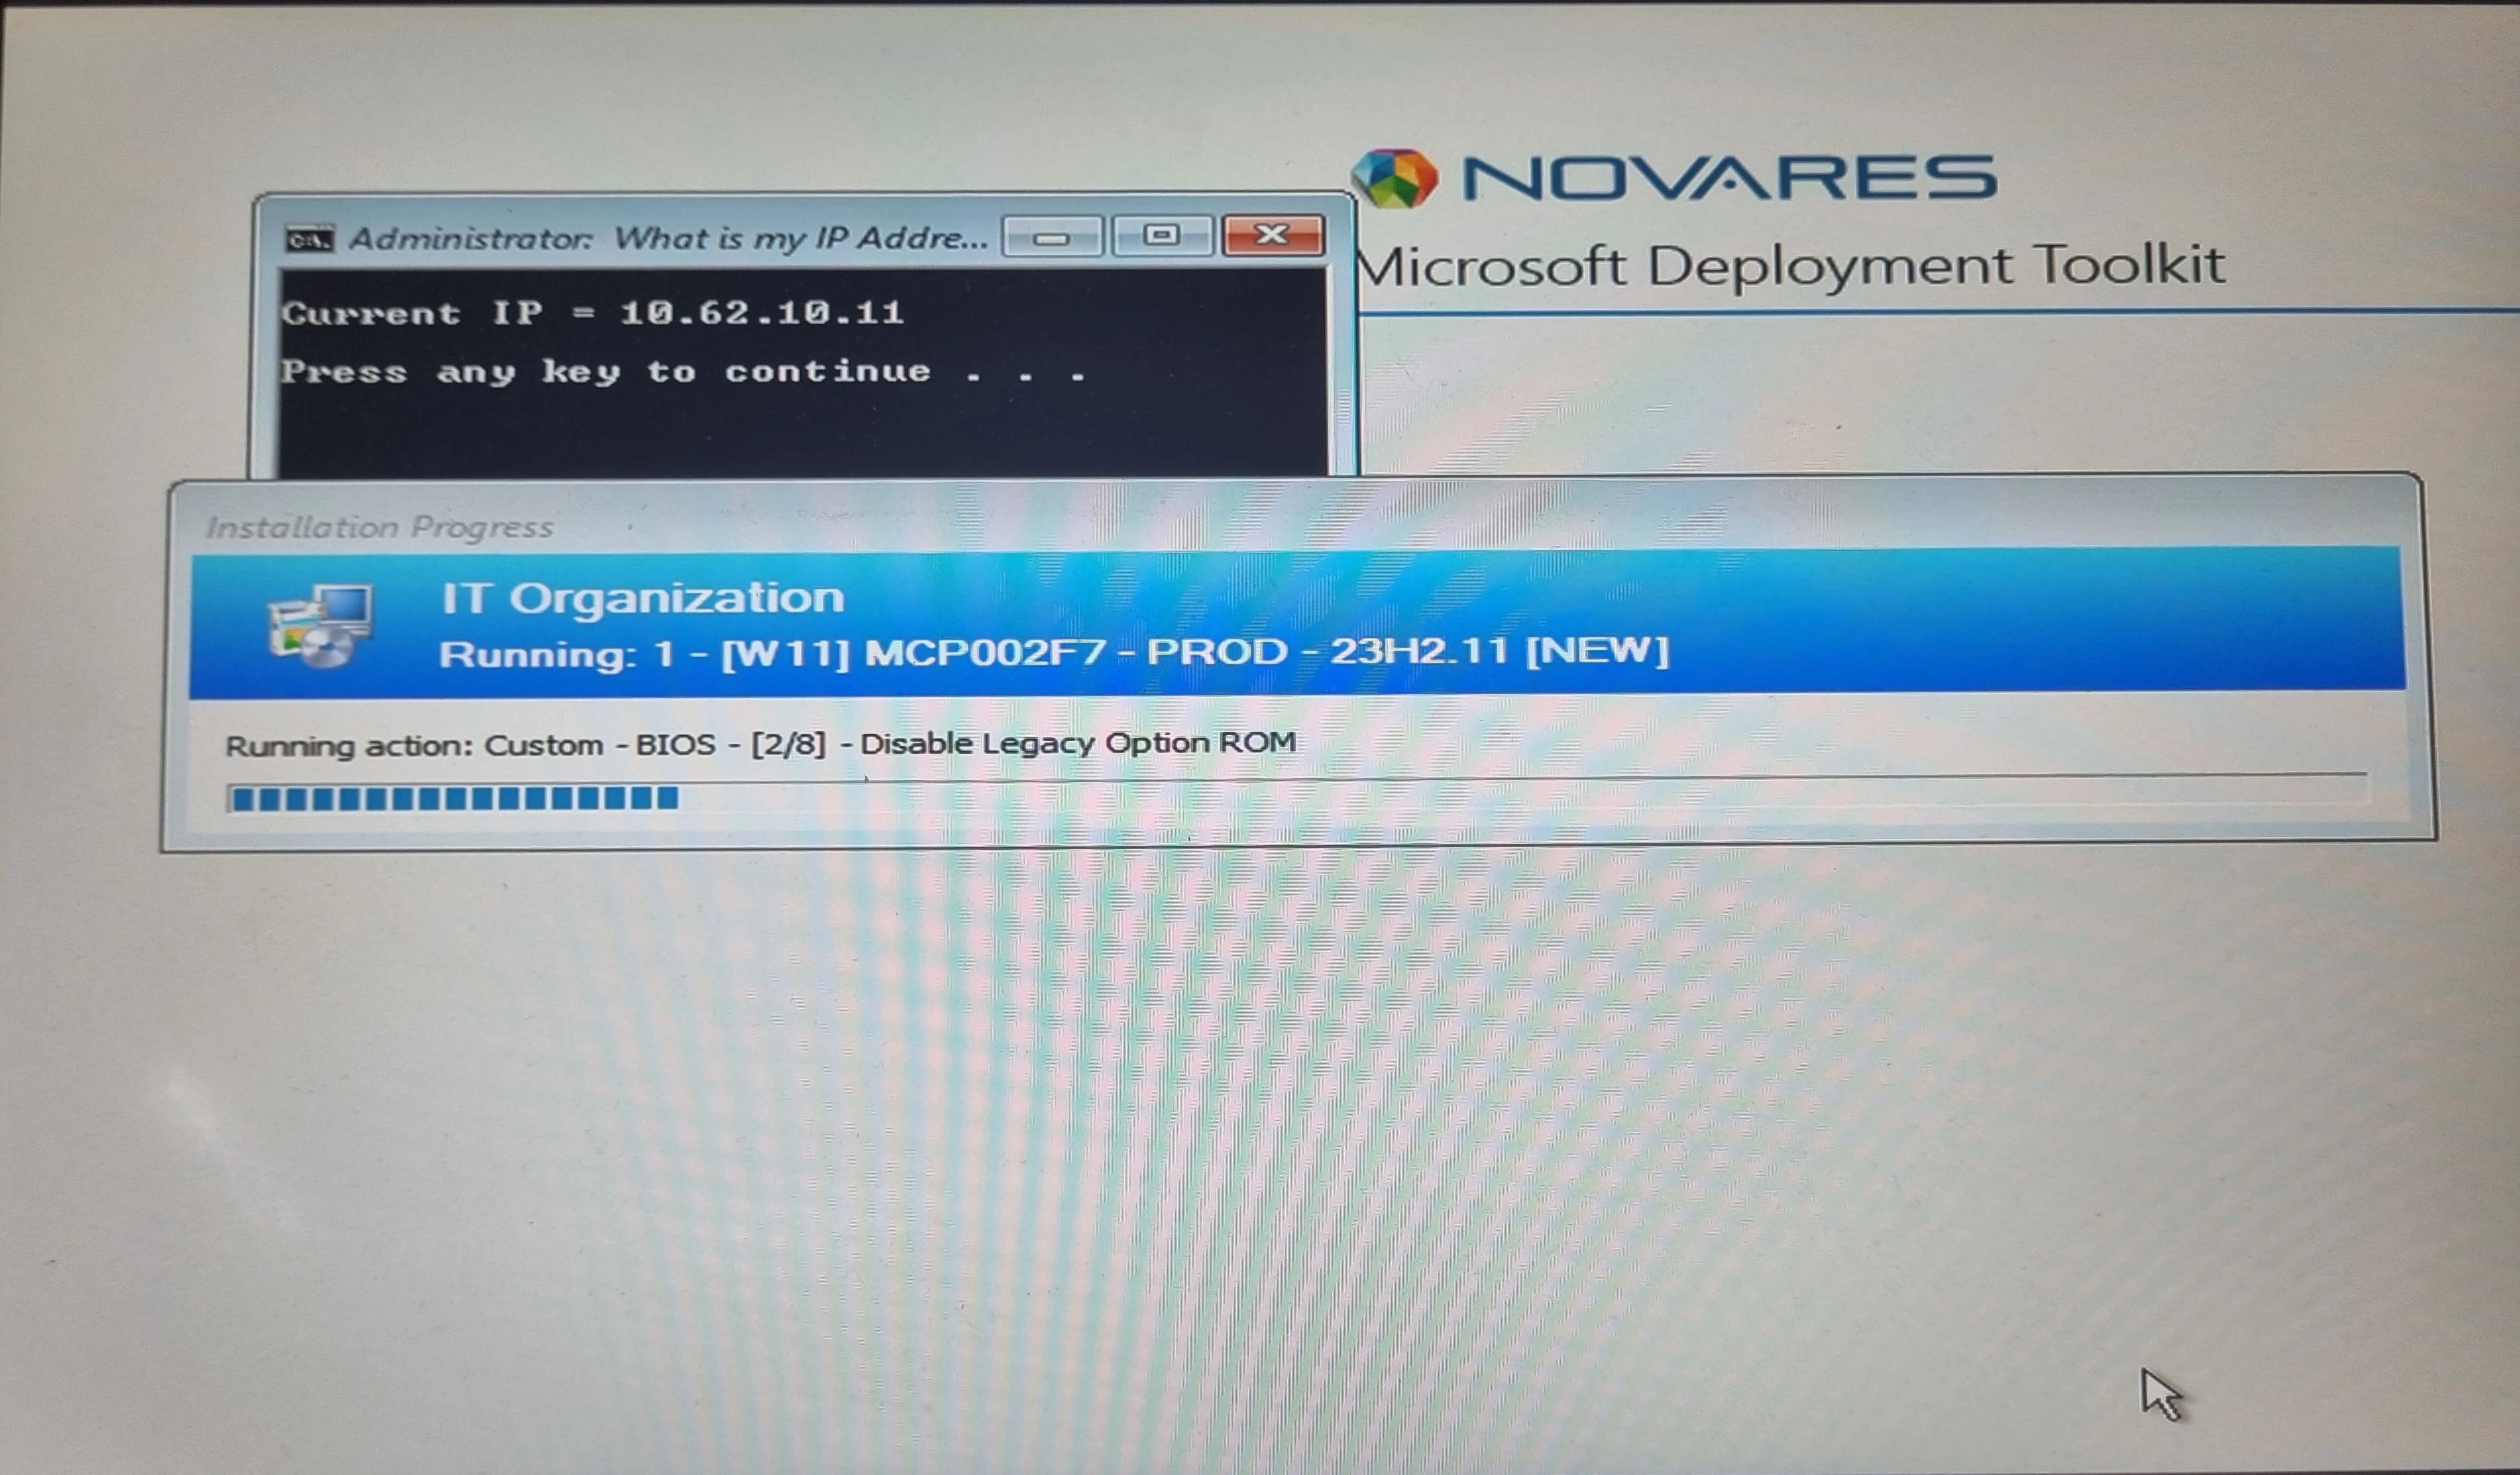 NOVARES
Microsoft Deployment Toolkit
Administrator: What is my IP Addre...
Current IP = 10.62.10.11
Press any key to continue . . .
Installation Progress
IT Organization
Running: 1 - [W11] MCP002F7 - PROD - 23H2.11 [NEW]
Running action: Custom - BIOS - [2/8] - Disable Legacy Option ROM